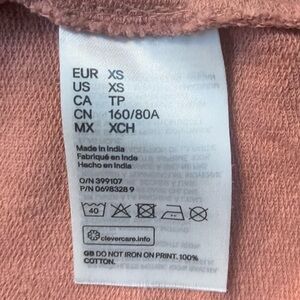 EUR XS
US XS
CA TP
CN 160/80A
MX XCH
Made in India
Fabriqué en Inde
Hecho en India
O/N 399107
P/N 0698328 9
40
clevercare.info
GB DO NOT IRON ON PRINT. 100%
COTTON.